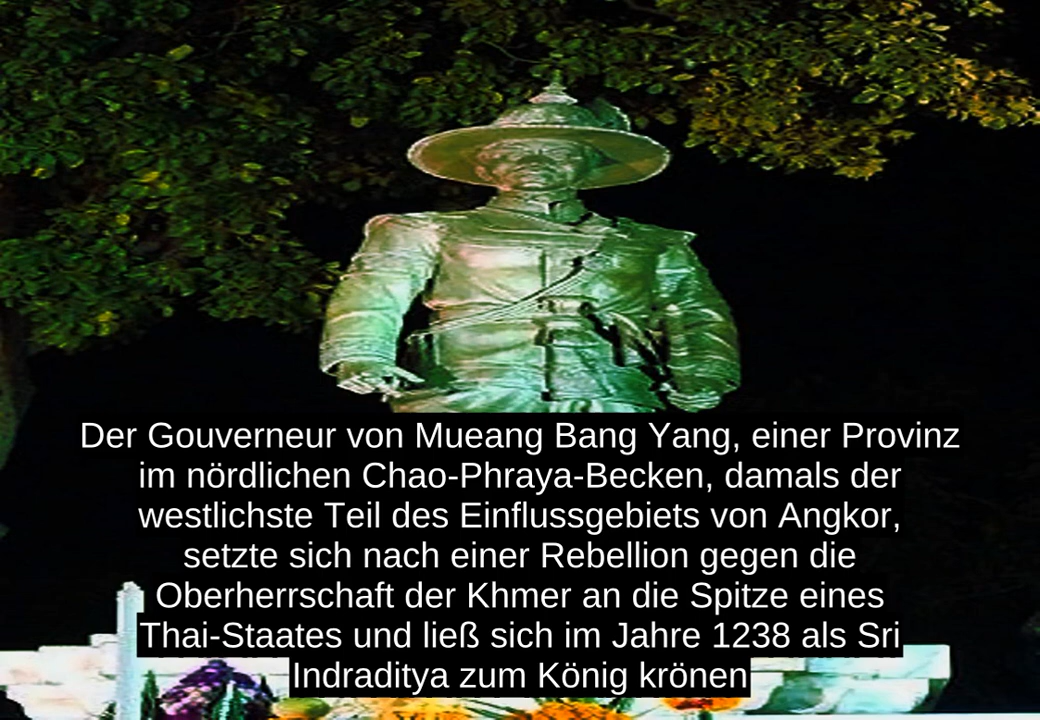 Der Gouverneur von Mueang Bang Yang, einer Provinz
im nördlichen Chao-Phraya-Becken, damals der
westlichste Teil des Einflussgebiets von Angkor,
setzte sich nach einer Rebellion gegen die
Oberherrschaft der Khmer an die Spitze eines
Thai-Staates und ließ sich im Jahre 1238 als Sri
Indraditya zum König krönen